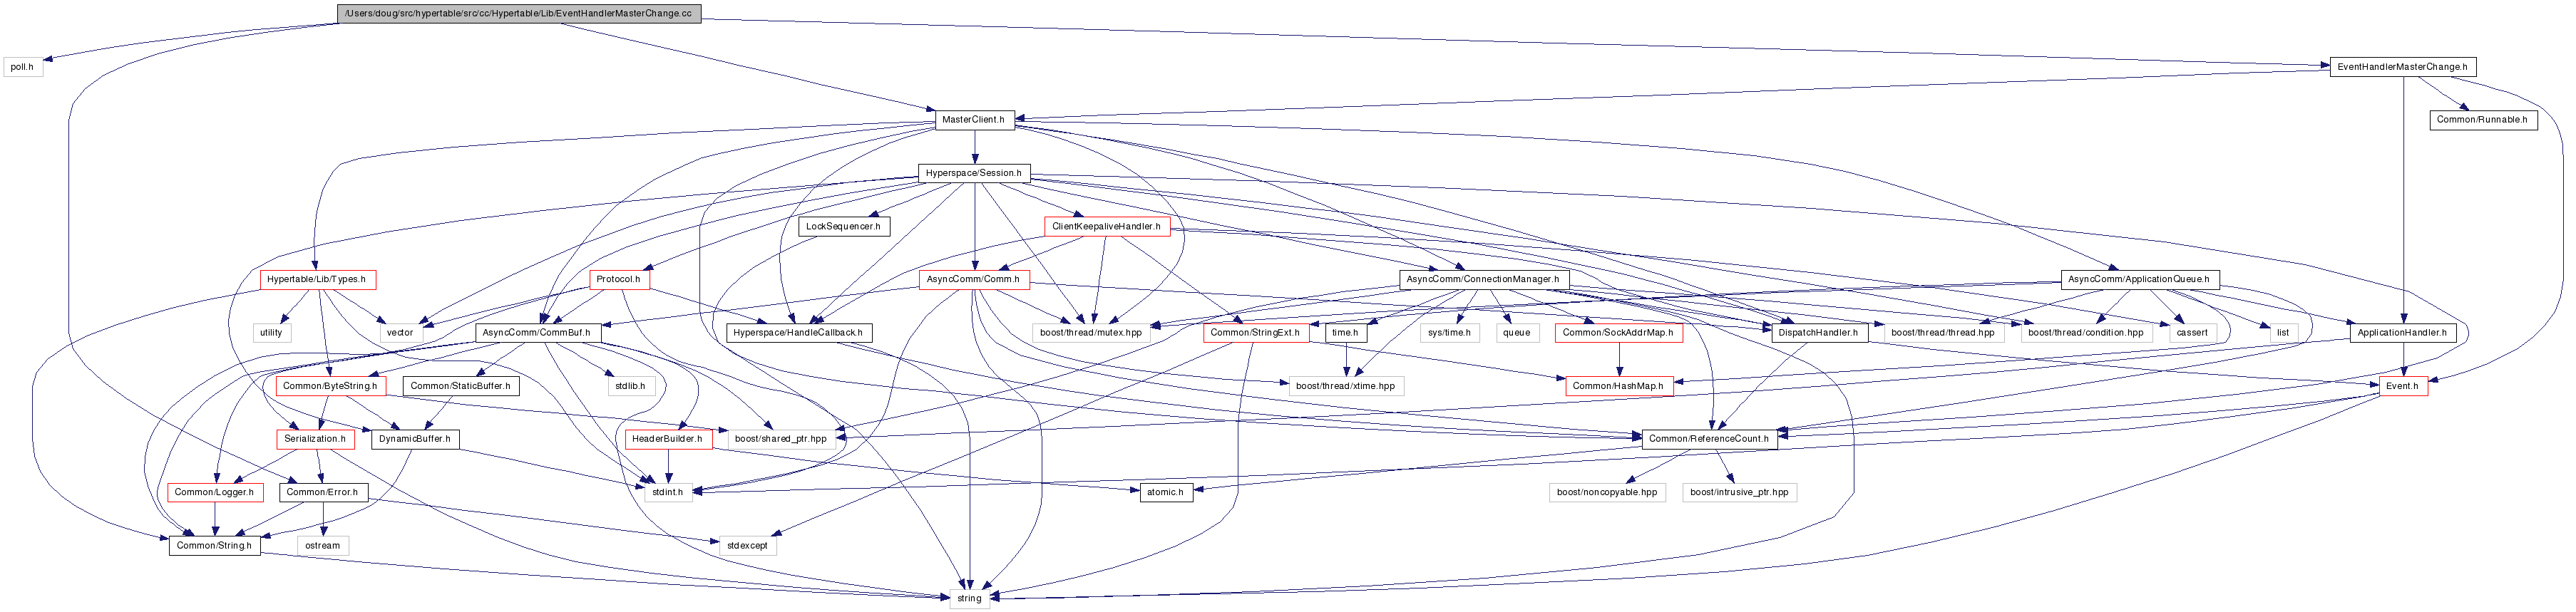 /Users/doug/src/hypertable/src/cc/Hypertable/Lib/EventHandlerMasterChange.cc
poll.h
EventHandlerMasterChange.h
MasterClient.h
Common/Runnable.h
Hyperspace/Session.h
LockSequencer.h
ClientKeepaliveHandler.h
Hypertable/Lib/Types.h
Protocol.h
AsyncComm/Comm.h
AsyncComm/ConnectionManager.h
AsyncComm/ApplicationQueue.h
utility
vector
AsyncComm/CommBuf.h
Hyperspace/HandleCallback.h
boost/thread/mutex.hpp
Common/StringExt.h
time.h
sys/time.h
queue
Common/SockAddrMap.h
DispatchHandler.h
boost/thread/thread.hpp
boost/thread/condition.hpp
cassert
list
ApplicationHandler.h
Common/ByteString.h
Common/StaticBuffer.h
stdlib.h
boost/thread/xtime.hpp
Common/HashMap.h
Event.h
Serialization.h
DynamicBuffer.h
HeaderBuilder.h
boost/shared_ptr.hpp
Common/ReferenceCount.h
Common/Logger.h
Common/Error.h
stdint.h
atomic.h
boost/noncopyable.hpp
boost/intrusive_ptr.hpp
Common/String.h
ostream
stdexcept
string